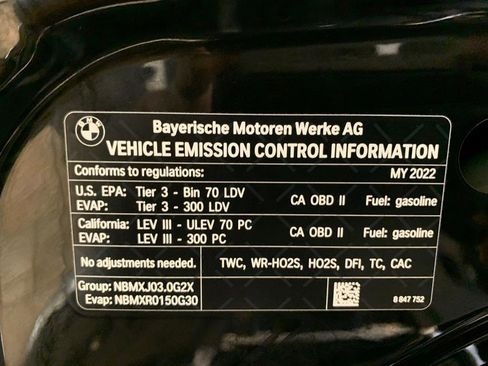 BMW
Bayerische Motoren Werke AG
VEHICLE EMISSION CONTROL INFORMATION
Conforms to regulations: MY 2022
U.S. EPA: Tier 3 - Bin 70 LDV CA OBD II Fuel: gasoline
EVAP: Tier 3 - 300 LDV
California: LEV III - ULEV 70 PC CA OBD II Fuel: gasoline
EVAP: LEV III - 300 PC
No adjustments needed. TWC, WR-HO2S, HO2S, DFI, TC, CAC
Group: NBMXJ03.0G2X
Evap: NBMXR0150G30
8 847 752